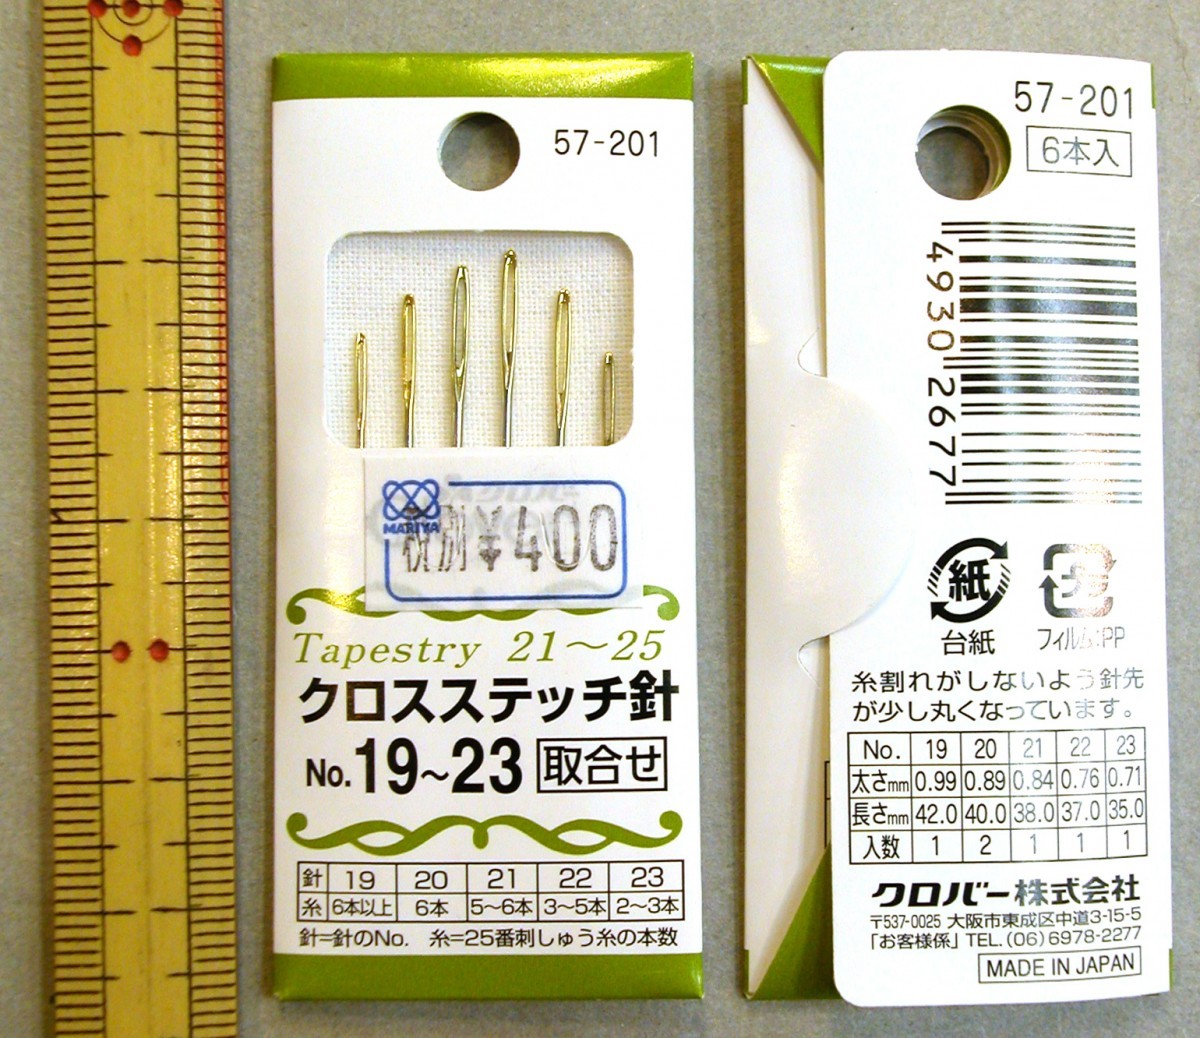 57-201
MARIYA
税別¥400
Tapestry 21～25
クロスステッチ針
No.19～23 取合せ
針 19 20 21 22 23
糸 6本以上 6本 5～6本 3～5本 2～3本
針=針のNo. 糸=25番刺しゅう糸の本数
57-201
6本入
4930 2677
紙
台紙
プラ
フィルム:PP
糸割れがしないよう針先
が少し丸くなっています。
No. 19 20 21 22 23
太さmm 0.99 0.89 0.84 0.76 0.71
長さmm 42.0 40.0 38.0 37.0 35.0
入数 1 2 1 1 1
クロバー株式会社
〒537-0025 大阪市東成区中道3-15-5
「お客様係」TEL.(06)6978-2277
MADE IN JAPAN